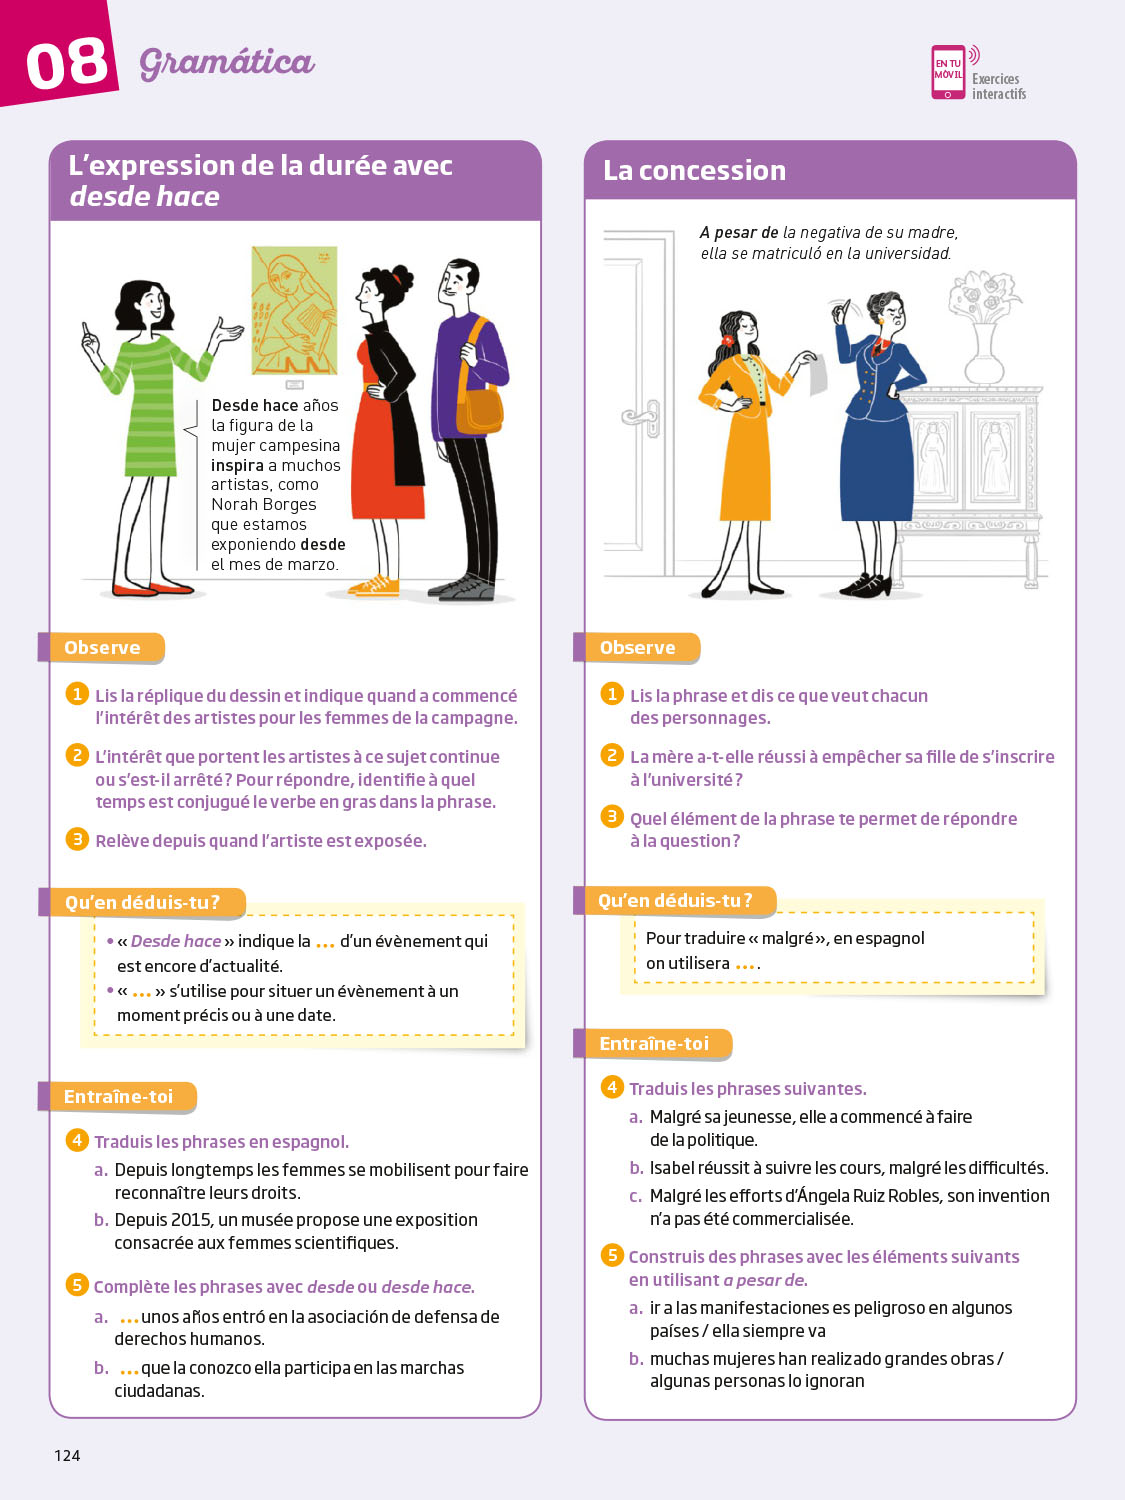 08
Gramática
EN TU
MÓVIL
Exercices
interactifs
L'expression de la durée avec
desde hace
Desde hace años
la figura de la
mujer campesina
inspira a muchos
artistas, como
Norah Borges
que estamos
exponiendo desde
el mes de marzo.
Observe
1 Lis la réplique du dessin et indique quand a commencé
l'intérêt des artistes pour les femmes de la campagne.
2 L'intérêt que portent les artistes à ce sujet continue
ou s'est-il arrêté ? Pour répondre, identifie à quel
temps est conjugué le verbe en gras dans la phrase.
3 Relève depuis quand l'artiste est exposée.
Qu'en déduis-tu ?
• « Desde hace » indique la ... d'un évènement qui
est encore d'actualité.
• « ... » s'utilise pour situer un évènement à un
moment précis ou à une date.
Entraîne-toi
4 Traduis les phrases en espagnol.
a. Depuis longtemps les femmes se mobilisent pour faire
reconnaître leurs droits.
b. Depuis 2015, un musée propose une exposition
consacrée aux femmes scientifiques.
5 Complète les phrases avec desde ou desde hace.
a. ... unos años entró en la asociación de defensa de
derechos humanos.
b. ... que la conozco ella participa en las marchas
ciudadanas.
La concession
A pesar de la negativa de su madre,
ella se matriculó en la universidad.
Observe
1 Lis la phrase et dis ce que veut chacun
des personnages.
2 La mère a-t-elle réussi à empêcher sa fille de s'inscrire
à l'université ?
3 Quel élément de la phrase te permet de répondre
à la question ?
Qu'en déduis-tu ?
Pour traduire « malgré », en espagnol
on utilisera ... .
Entraîne-toi
4 Traduis les phrases suivantes.
a. Malgré sa jeunesse, elle a commencé à faire
de la politique.
b. Isabel réussit à suivre les cours, malgré les difficultés.
c. Malgré les efforts d'Ángela Ruiz Robles, son invention
n'a pas été commercialisée.
5 Construis des phrases avec les éléments suivants
en utilisant a pesar de.
a. ir a las manifestaciones es peligroso en algunos
países / ella siempre va
b. muchas mujeres han realizado grandes obras /
algunas personas lo ignoran
124